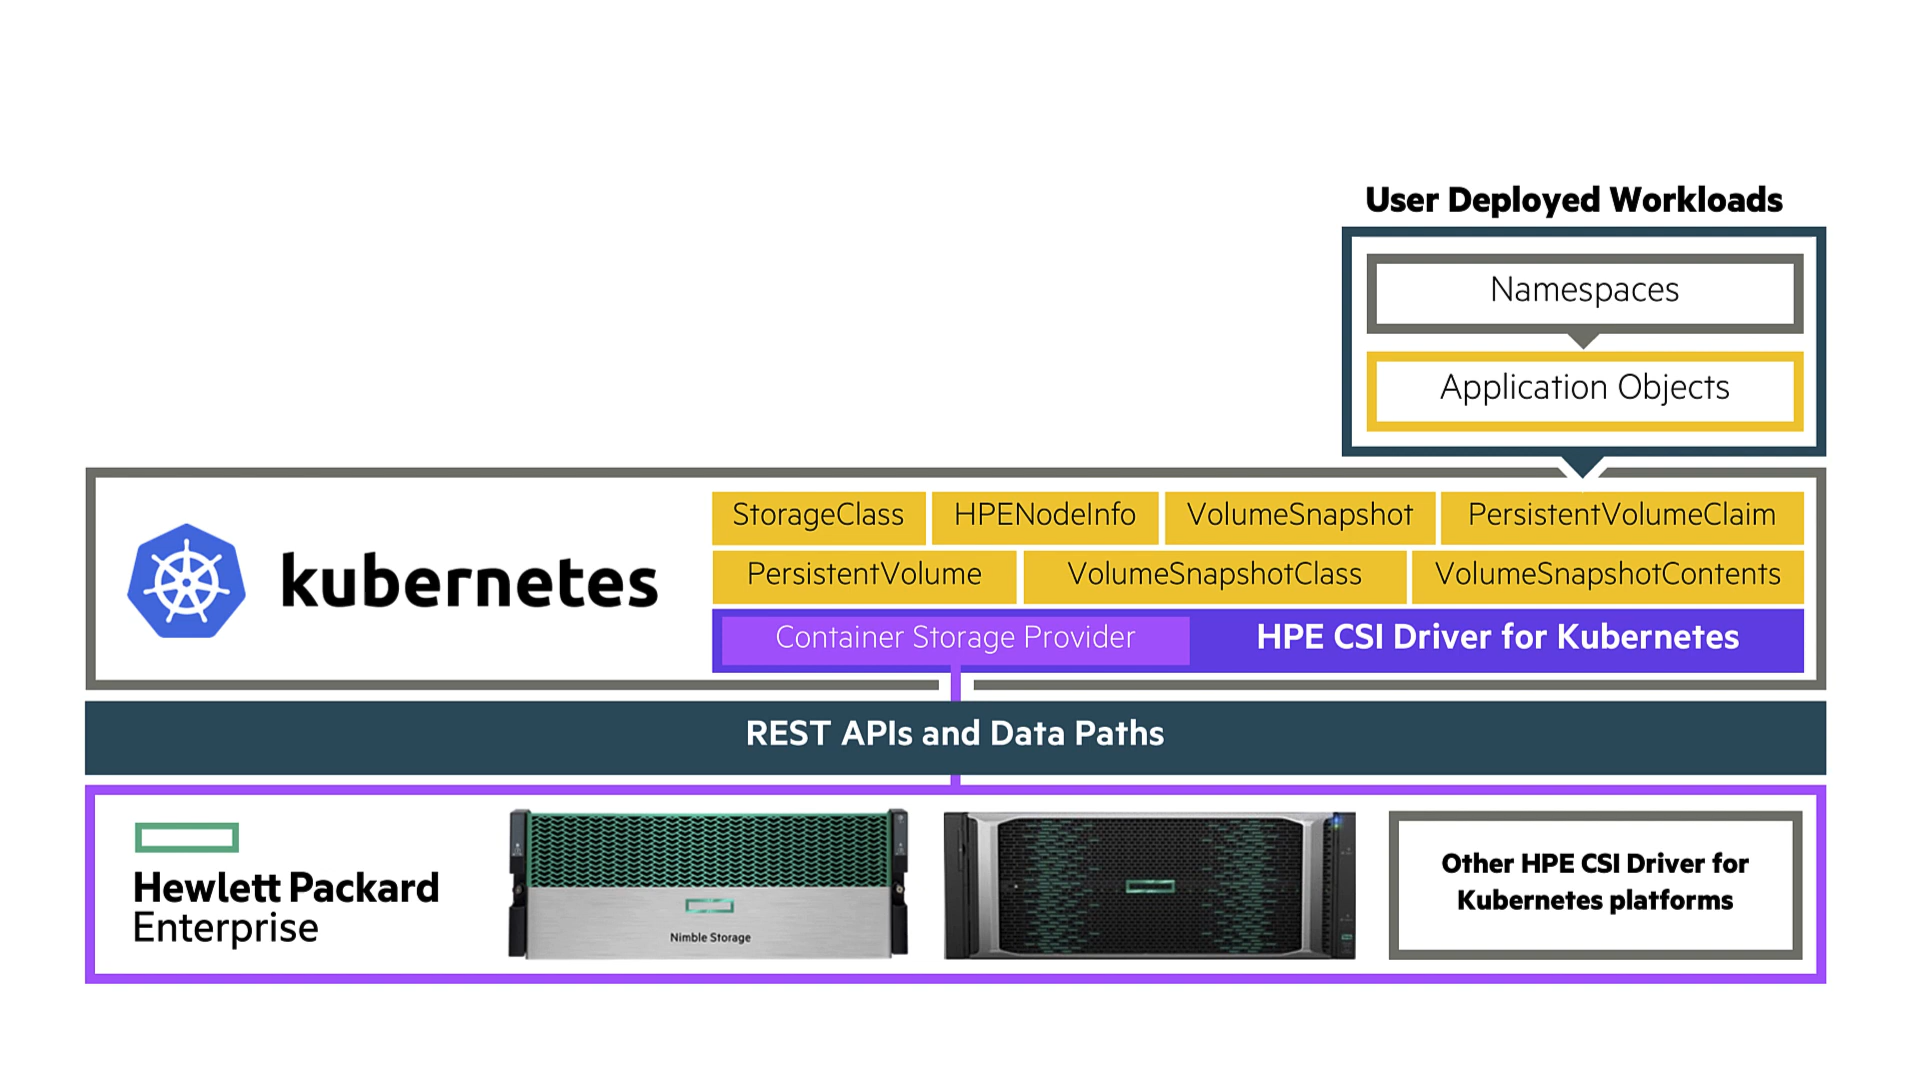 User Deployed Workloads
Namespaces
Application Objects
kubernetes
StorageClass
HPENodeInfo
VolumeSnapshot
PersistentVolumeClaim
PersistentVolume
VolumeSnapshotClass
VolumeSnapshotContents
Container Storage Provider
HPE CSI Driver for Kubernetes
REST APIs and Data Paths
Hewlett Packard
Enterprise
Nimble Storage
Other HPE CSI Driver for
Kubernetes platforms